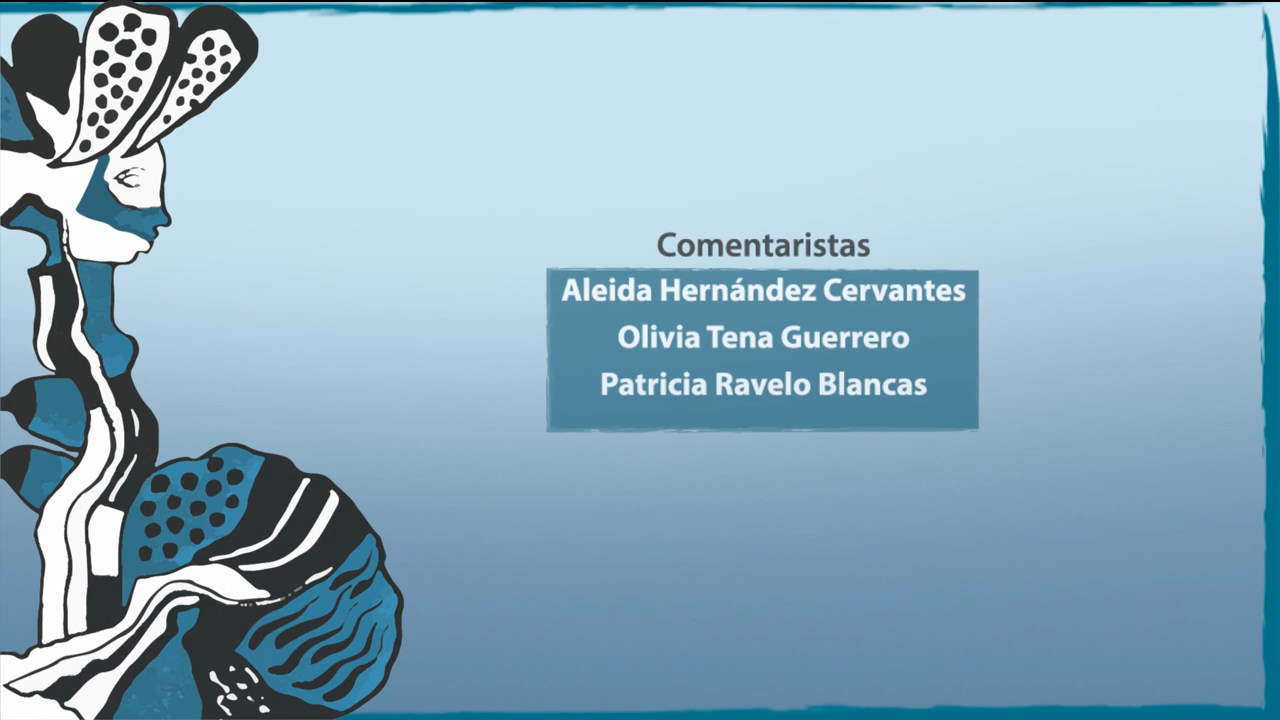 Comentaristas
Aleida Hernández Cervantes
Olivia Tena Guerrero
Patricia Ravelo Blancas